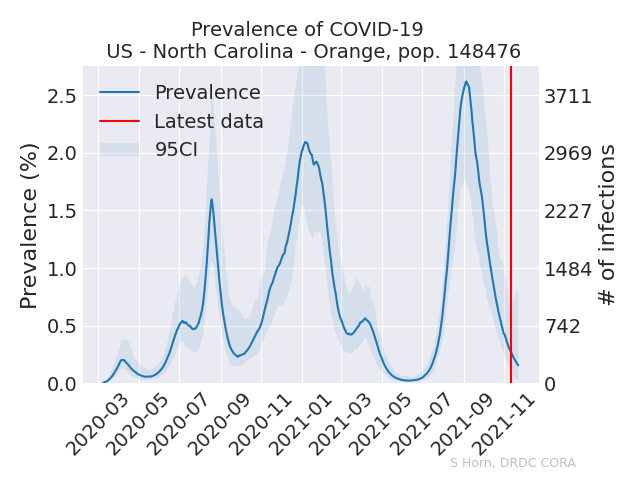 Prevalence of COVID-19
US - North Carolina - Orange, pop. 148476
Prevalence
Latest data
95CI
Prevalence (%)
2.5
2.0
1.5
1.0
0.5
0.0
3711
2969
2227
1484
742
0
# of infections
2020-03
2020-05
2020-07
2020-09
2020-11
2021-01
2021-03
2021-05
2021-07
2021-09
2021-11
S Horn, DRDC CORA